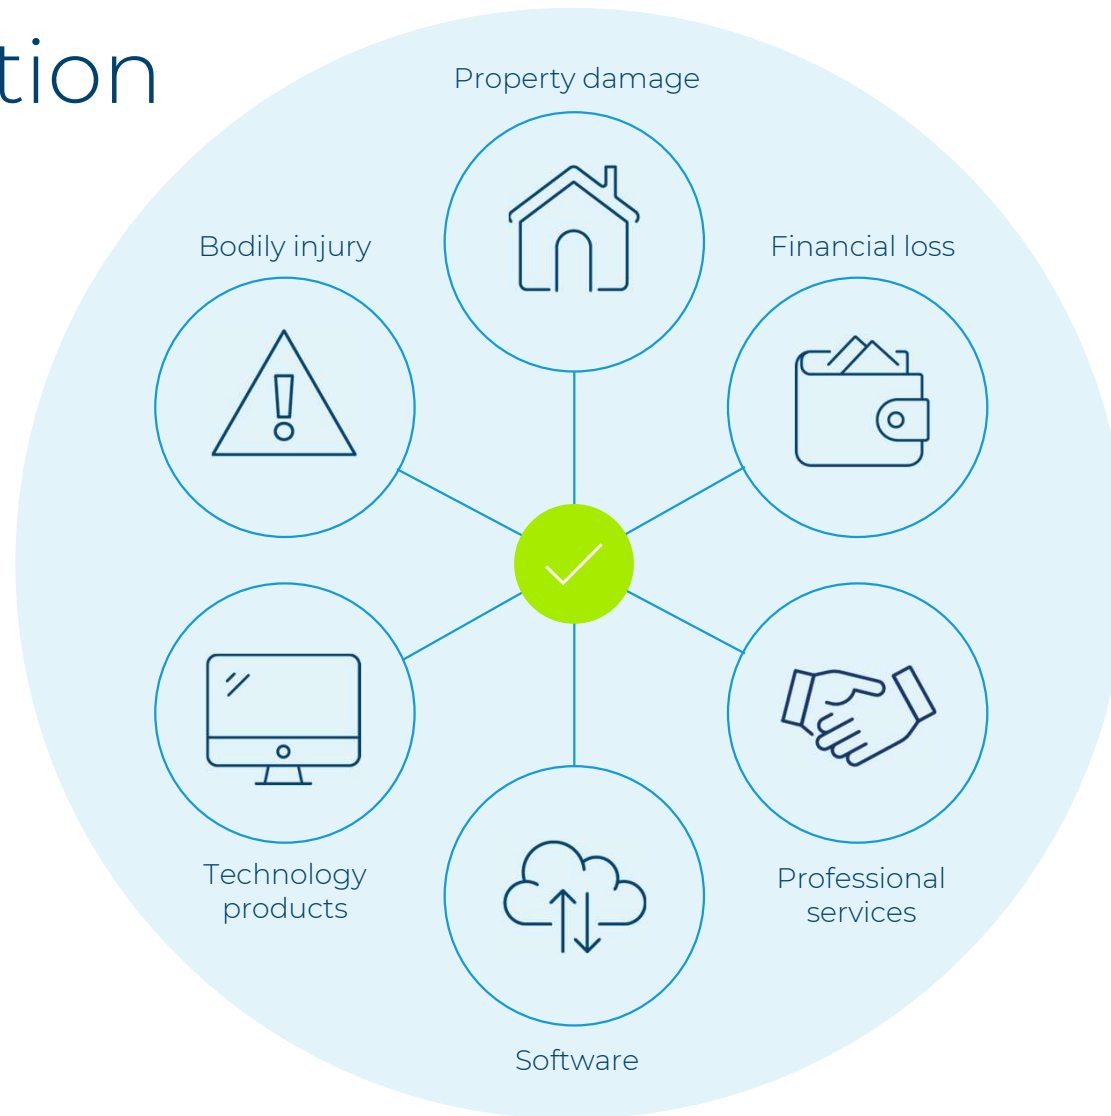 tion
Property damage
Bodily injury
Financial loss
Technology
products
Professional
services
Software